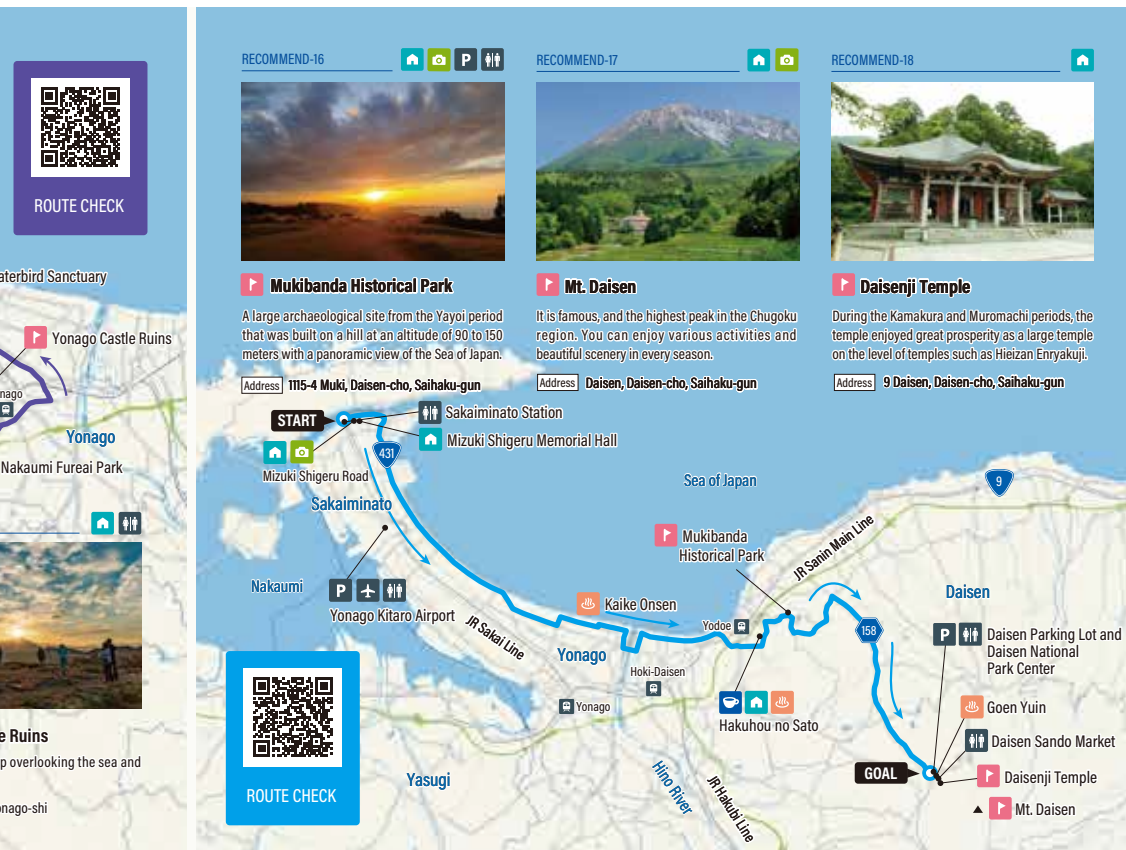 ROUTE CHECK
aterbird Sanctuary
Yonago Castle Ruins
nago
Yonago
Nakaumi Fureai Park
e Ruins
p overlooking the sea and
onago-shi
RECOMMEND-16
P
Mukibanda Historical Park
A large archaeological site from the Yayoi period
that was built on a hill at an altitude of 90 to 150
meters with a panoramic view of the Sea of Japan.
Address 1115-4 Muki, Daisen-cho, Saihaku-gun
RECOMMEND-17
Mt. Daisen
It is famous, and the highest peak in the Chugoku
region. You can enjoy various activities and
beautiful scenery in every season.
Address Daisen, Daisen-cho, Saihaku-gun
RECOMMEND-18
Daisenji Temple
During the Kamakura and Muromachi periods, the
temple enjoyed great prosperity as a large temple
on the level of temples such as Hieizan Enryakuji.
Address 9 Daisen, Daisen-cho, Saihaku-gun
START
Sakaiminato Station
Mizuki Shigeru Memorial Hall
431
Mizuki Shigeru Road
Sakaiminato
Sea of Japan
9
Mukibanda
Historical Park
JR Sanin Main Line
Nakaumi
P
Yonago Kitaro Airport
JR Sakai Line
Kaike Onsen
Yodoe
Daisen
158
P
Daisen Parking Lot and
Daisen National
Park Center
Yonago
Hoki-Daisen
Yonago
Hakuhou no Sato
Goen Yuin
Daisen Sando Market
GOAL
Daisenji Temple
Mt. Daisen
Yasugi
Hino River
JR Hakubi Line
ROUTE CHECK